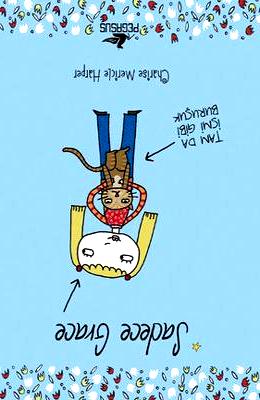 Sadece Grace
TAM DA
İSMİ GİBİ
BURUŞUK
Charise Mericle Harper
PEGASUS